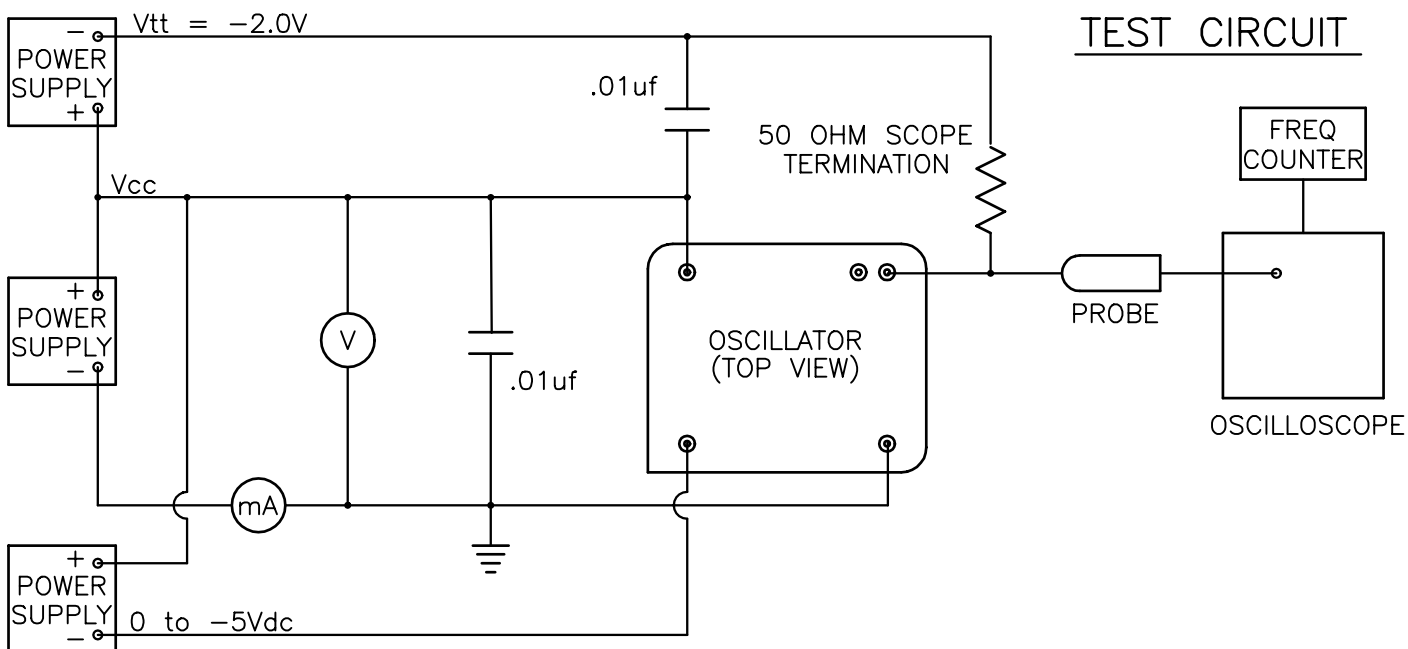 TEST CIRCUIT
Vtt = -2.0V
-
POWER
SUPPLY
+
.01uf
50 OHM SCOPE
TERMINATION
FREQ
COUNTER
Vcc
+
POWER
SUPPLY
-
V
.01uf
OSCILLATOR
(TOP VIEW)
PROBE
OSCILLOSCOPE
mA
+
POWER
SUPPLY
-
0 to -5Vdc